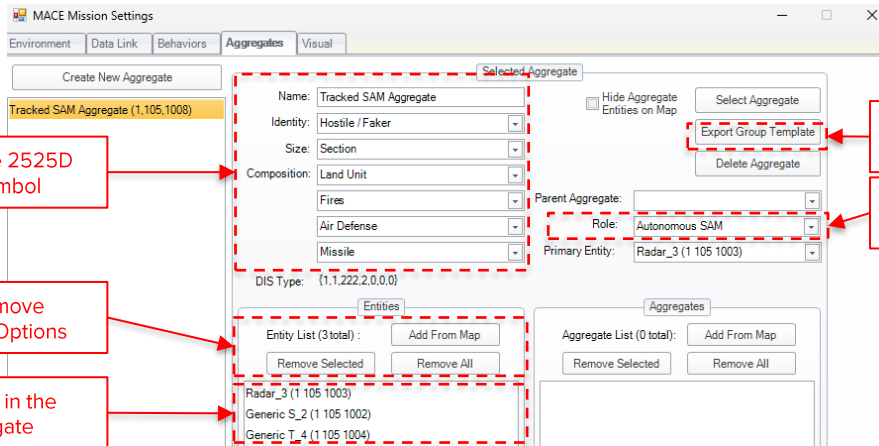 MACE Mission Settings
Environment Data Link Behaviors Aggregates Visual
Create New Aggregate
Tracked SAM Aggregate (1,105,1008)
Selected Aggregate
Name: Tracked SAM Aggregate
Identity: Hostile / Faker
Size: Section
Composition: Land Unit
Fires
Air Defense
Missile
DIS Type: {1,1,222,2,0,0,0}
Hide Aggregate
Entities on Map
Select Aggregate
Export Group Template
Delete Aggregate
Parent Aggregate:
Role: Autonomous SAM
Primary Entity: Radar_3 (1 105 1003)
2525D
mbol
move
Options
in the
gate
Entities
Entity List (3 total) : Add From Map
Remove Selected Remove All
Radar_3 (1 105 1003)
Generic S_2 (1 105 1002)
Generic T_4 (1 105 1004)
Aggregates
Aggregate List (0 total): Add From Map
Remove Selected Remove All